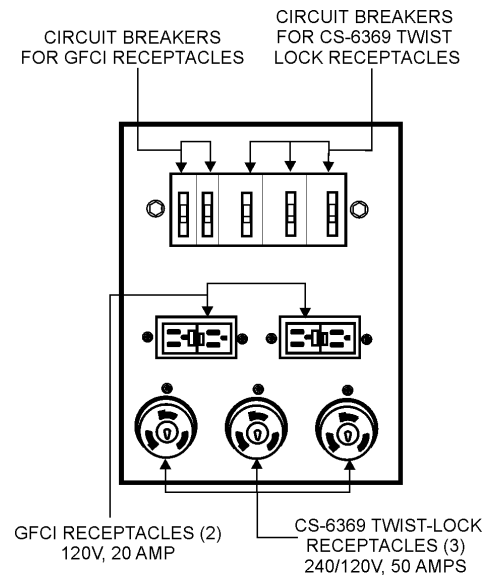 CIRCUIT BREAKERS
FOR GFCI RECEPTACLES
CIRCUIT BREAKERS
FOR CS-6369 TWIST
LOCK RECEPTACLES
GFCI RECEPTACLES (2)
120V, 20 AMP
CS-6369 TWIST-LOCK
RECEPTACLES (3)
240/120V, 50 AMPS